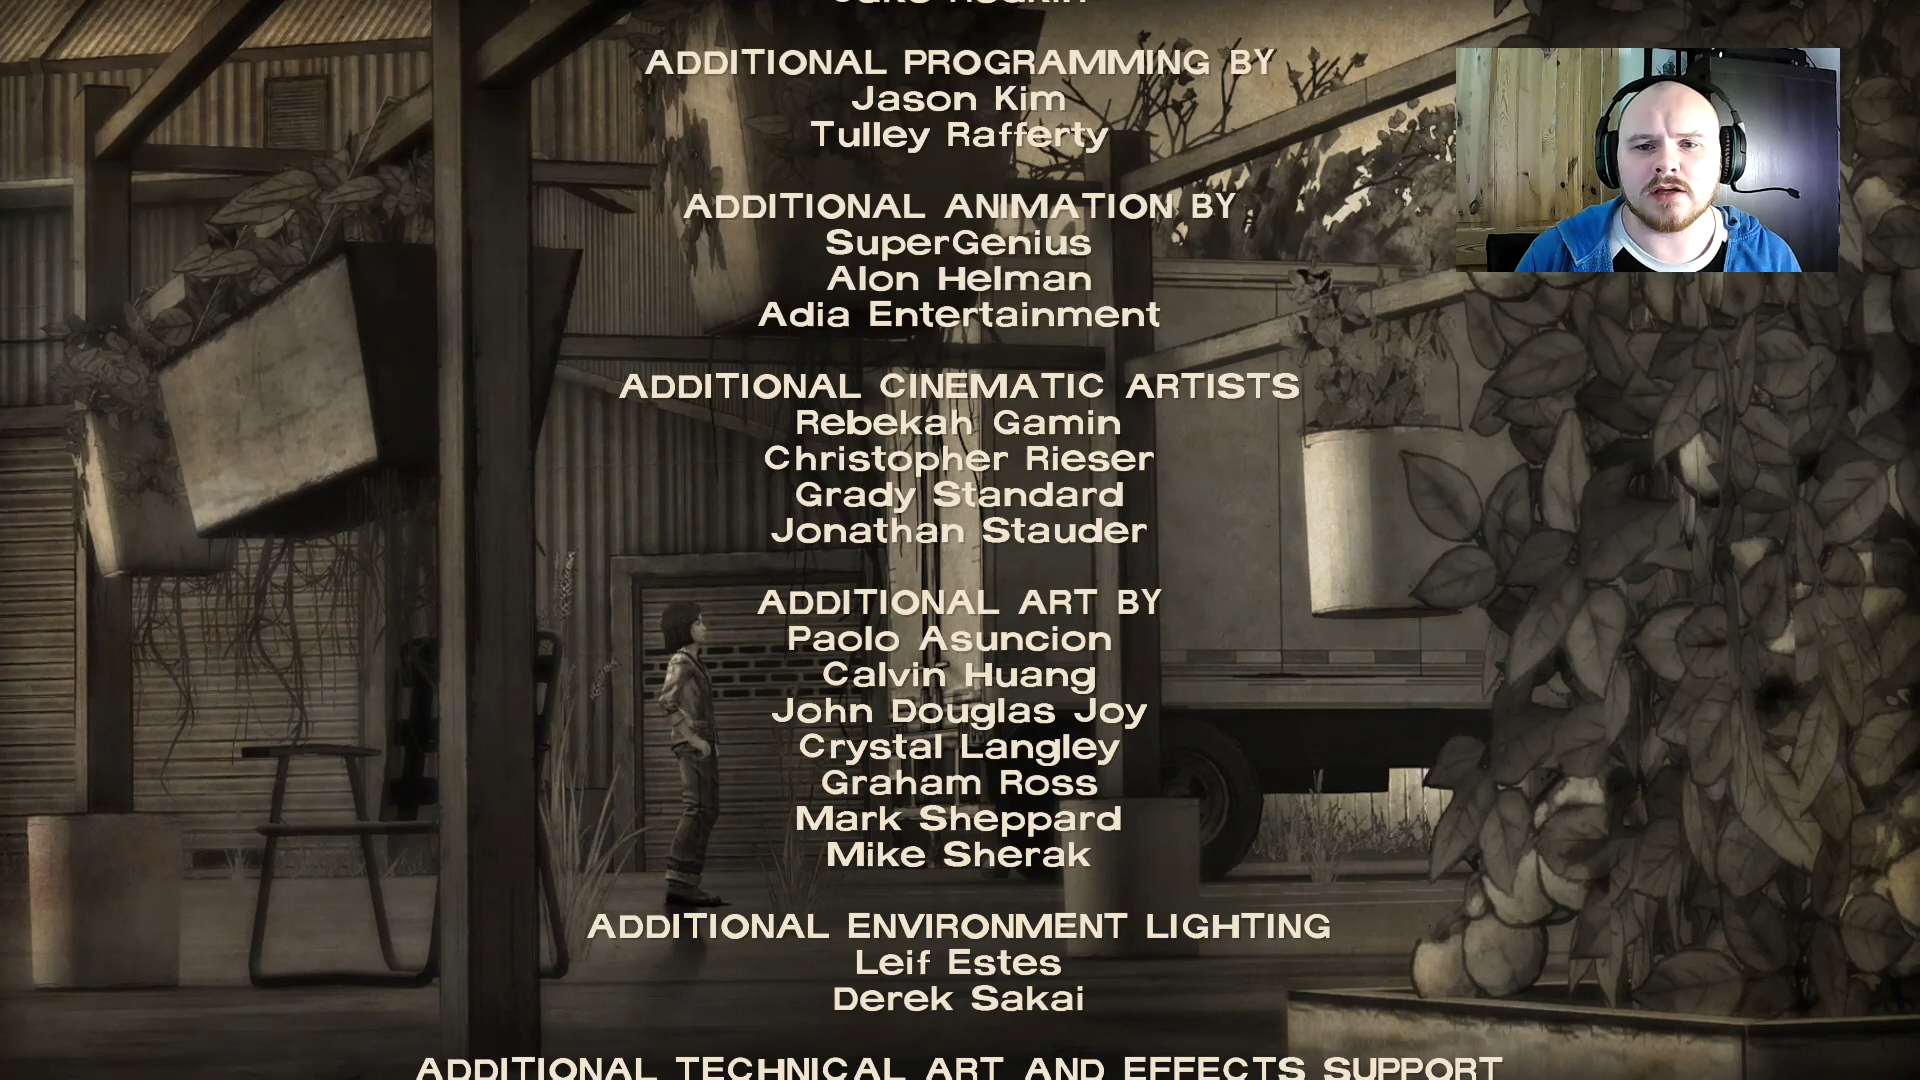 ADDITIONAL PROGRAMMING BY
Jason Kim
Tulley Rafferty
ADDITIONAL ANIMATION BY
SuperGenius
Alon Helman
Adia Entertainment
ADDITIONAL CINEMATIC ARTISTS
Rebekah Gamin
Christopher Rieser
Grady Standard
Jonathan Stauder
ADDITIONAL ART BY
Paolo Asuncion
Calvin Huang
John Douglas Joy
Crystal Langley
Graham Ross
Mark Sheppard
Mike Sherak
ADDITIONAL ENVIRONMENT LIGHTING
Leif Estes
Derek Sakai
ADDITIONAL TECHNICAL ART AND EFFECTS SUPPORT